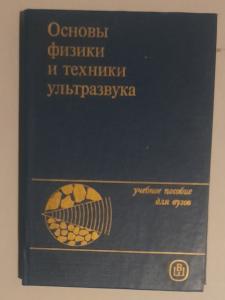 Основы
физики
и техники
ультразвука
учебное пособие
для вузов